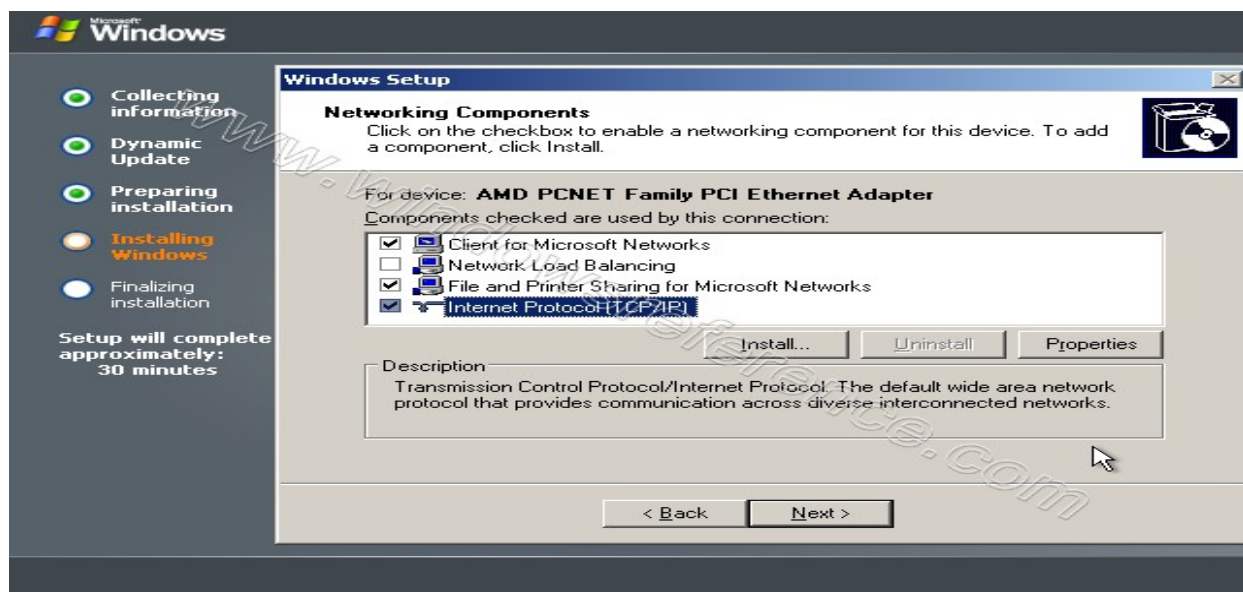 Microsoft
Windows
Collecting
information
Dynamic
Update
Preparing
installation
Installing
Windows
Finalizing
installation
Setup will complete
approximately:
30 minutes
Windows Setup
Networking Components
Click on the checkbox to enable a networking component for this device. To add
a component, click Install.
For device: AMD PCNET Family PCI Ethernet Adapter
Components checked are used by this connection:
Client for Microsoft Networks
Network Load Balancing
File and Printer Sharing for Microsoft Networks
Internet Protocol (TCP/IP)
Install...
Uninstall
Properties
Description
Transmission Control Protocol/Internet Protocol. The default wide area network
protocol that provides communication across diverse interconnected networks.
< Back
Next >
www.windowsreference.com